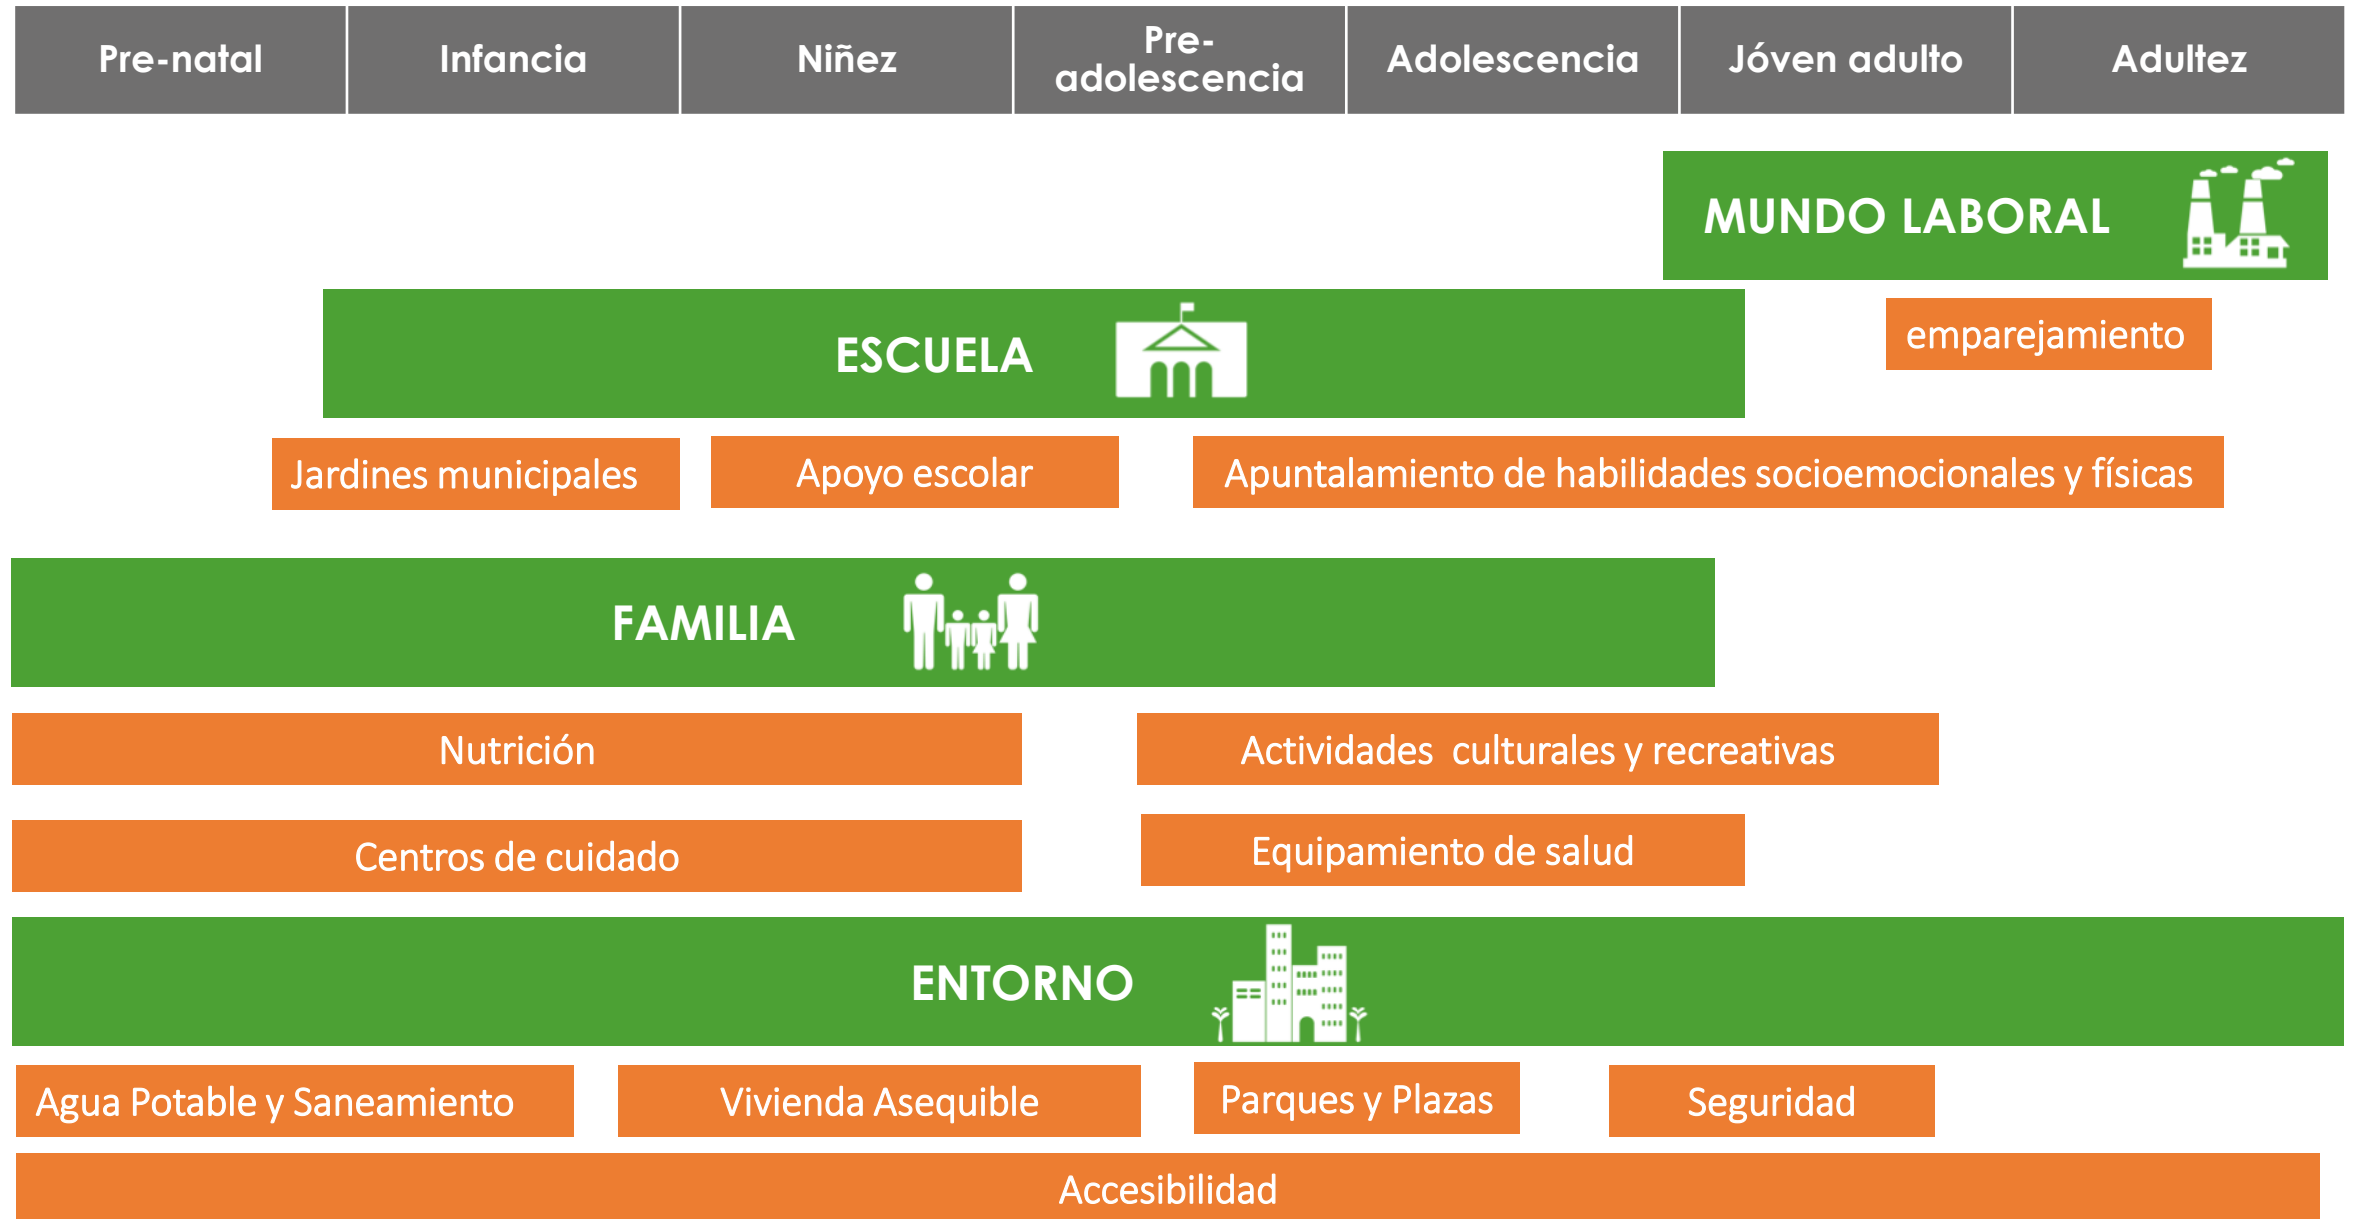 Pre-natal
Infancia
Niñez
Pre-
adolescencia
Adolescencia
Jóven adulto
Adultez
MUNDO LABORAL
ESCUELA
emparejamiento
Jardines municipales
Apoyo escolar
Apuntalamiento de habilidades socioemocionales y físicas
FAMILIA
Nutrición
Actividades  culturales y recreativas
Centros de cuidado
Equipamiento de salud
ENTORNO
Agua Potable y Saneamiento
Vivienda Asequible
Parques y Plazas
Seguridad
Accesibilidad